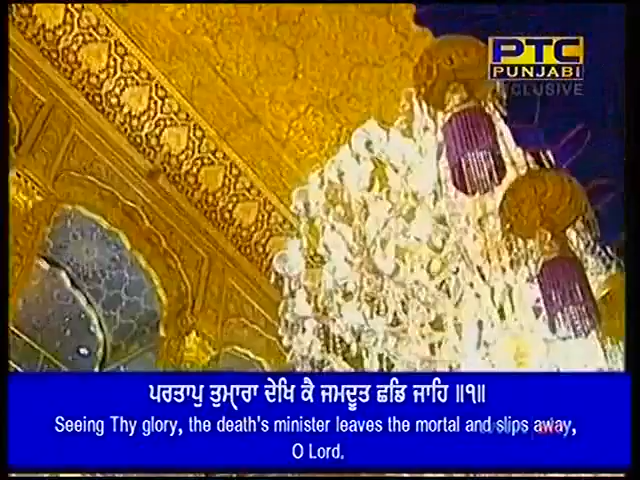 PTC
PUNJABI
EXCLUSIVE
ਪਰਤਾਪੁ ਤੁਮ੍ਹਾਰਾ ਦੇਖਿ ਕੈ ਜਮਦੂਤ ਛਡਿ ਜਾਹਿ ॥੧॥
Seeing Thy glory, the death's minister leaves the mortal and slips away,
O Lord.